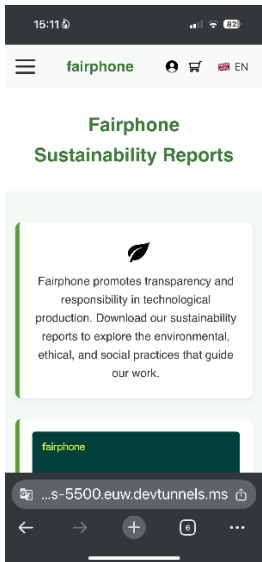 15:11
82
fairphone
EN
Fairphone
Sustainability Reports
Fairphone promotes transparency and
responsibility in technological
production. Download our sustainability
reports to explore the environmental,
ethical, and social practices that guide
our work.
fairphone
...s-5500.euw.devtunnels.ms
6